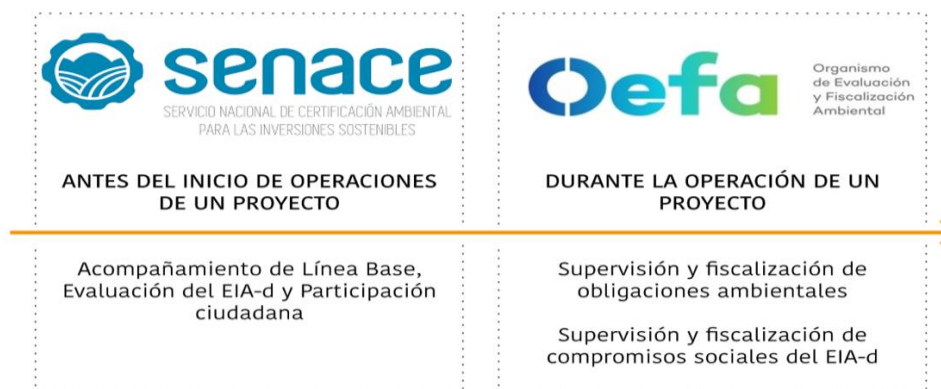 senace
SERVICIO NACIONAL DE CERTIFICACIÓN AMBIENTAL
PARA LAS INVERSIONES SOSTENIBLES
ANTES DEL INICIO DE OPERACIONES
DE UN PROYECTO
Acompañamiento de Línea Base,
Evaluación del EIA-d y Participación
ciudadana
Oefa
Organismo
de Evaluación
y Fiscalización
Ambiental
DURANTE LA OPERACIÓN DE UN
PROYECTO
Supervisión y fiscalización de
obligaciones ambientales
Supervisión y fiscalización de
compromisos sociales del EIA-d